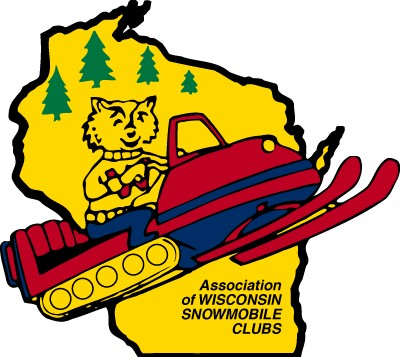 W
Association
of WISCONSIN
SNOWMOBILE
CLUBS